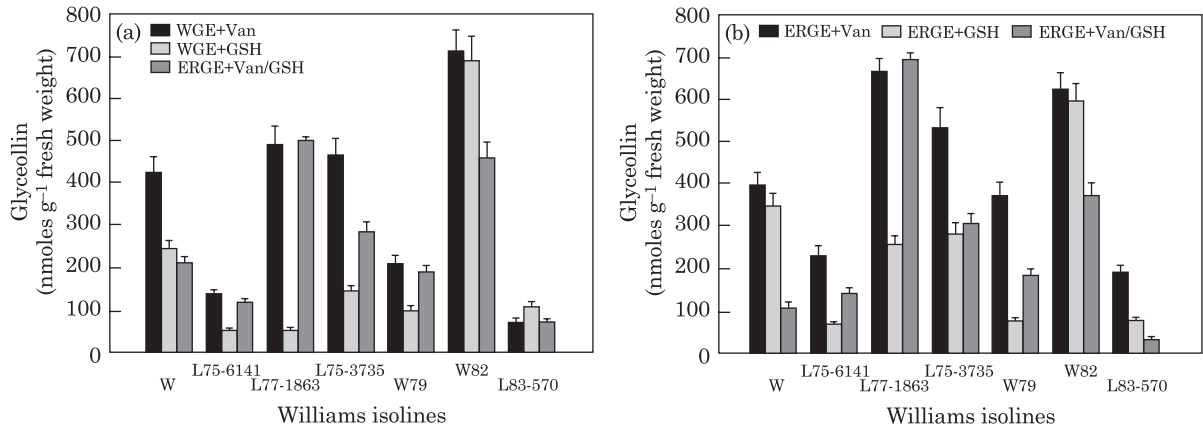 (a)
WGE+Van
WGE+GSH
ERGE+Van/GSH
Glyceollin
(nmoles g⁻¹ fresh weight)
800
700
600
500
400
300
200
100
0
L75-6141
L75-3735
W82
W
L77-1863
W79
L83-570
Williams isolines
(b)
ERGE+Van
ERGE+GSH
ERGE+Van/GSH
Glyceollin
(nmoles g⁻¹ fresh weight)
800
700
600
500
400
300
200
100
0
L75-6141
L75-3735
W82
W
L77-1863
W79
L83-570
Williams isolines